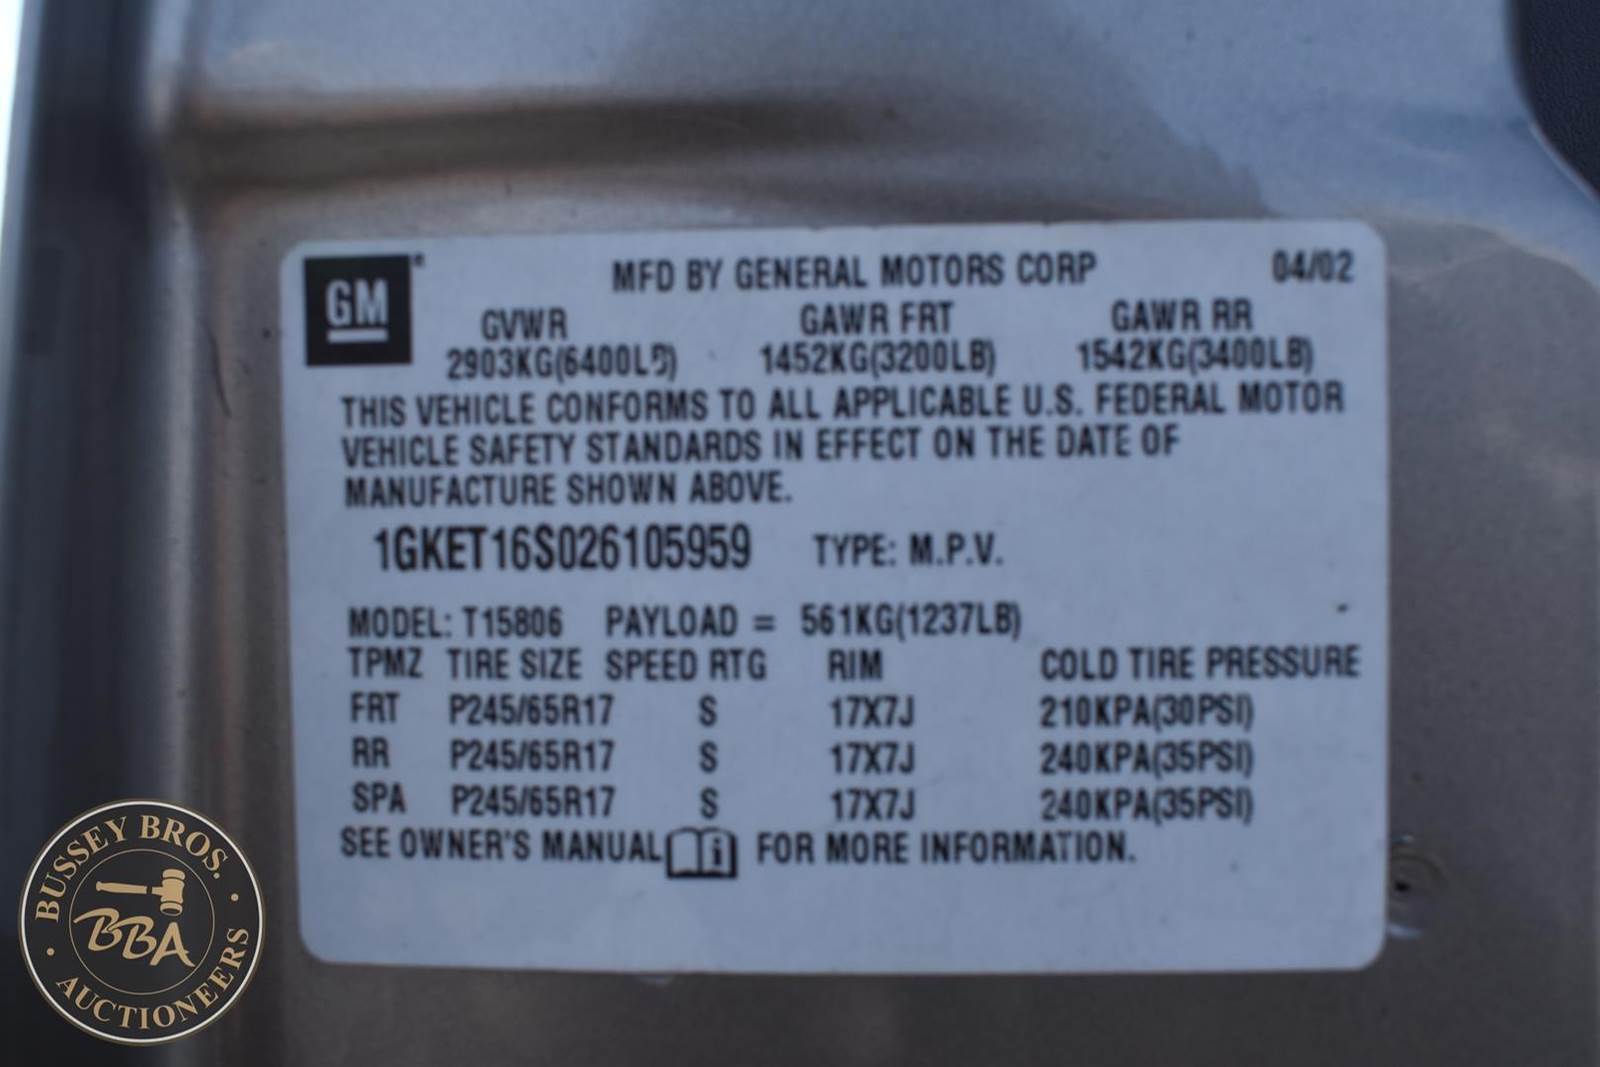 GM
MFD BY GENERAL MOTORS CORP 04/02
GVWR GAWR FRT GAWR RR
2903KG(6400LB) 1452KG(3200LB) 1542KG(3400LB)
THIS VEHICLE CONFORMS TO ALL APPLICABLE U.S. FEDERAL MOTOR
VEHICLE SAFETY STANDARDS IN EFFECT ON THE DATE OF
MANUFACTURE SHOWN ABOVE.
1GKET16S026105959 TYPE: M.P.V.
MODEL: T15806 PAYLOAD = 561KG(1237LB)
TPMZ TIRE SIZE SPEED RTG RIM COLD TIRE PRESSURE
FRT P245/65R17 S 17X7J 210KPA(30PSI)
RR P245/65R17 S 17X7J 240KPA(35PSI)
SPA P245/65R17 S 17X7J 240KPA(35PSI)
SEE OWNER'S MANUAL i FOR MORE INFORMATION.
BUSSEY BROS.
BBA
AUCTIONEERS